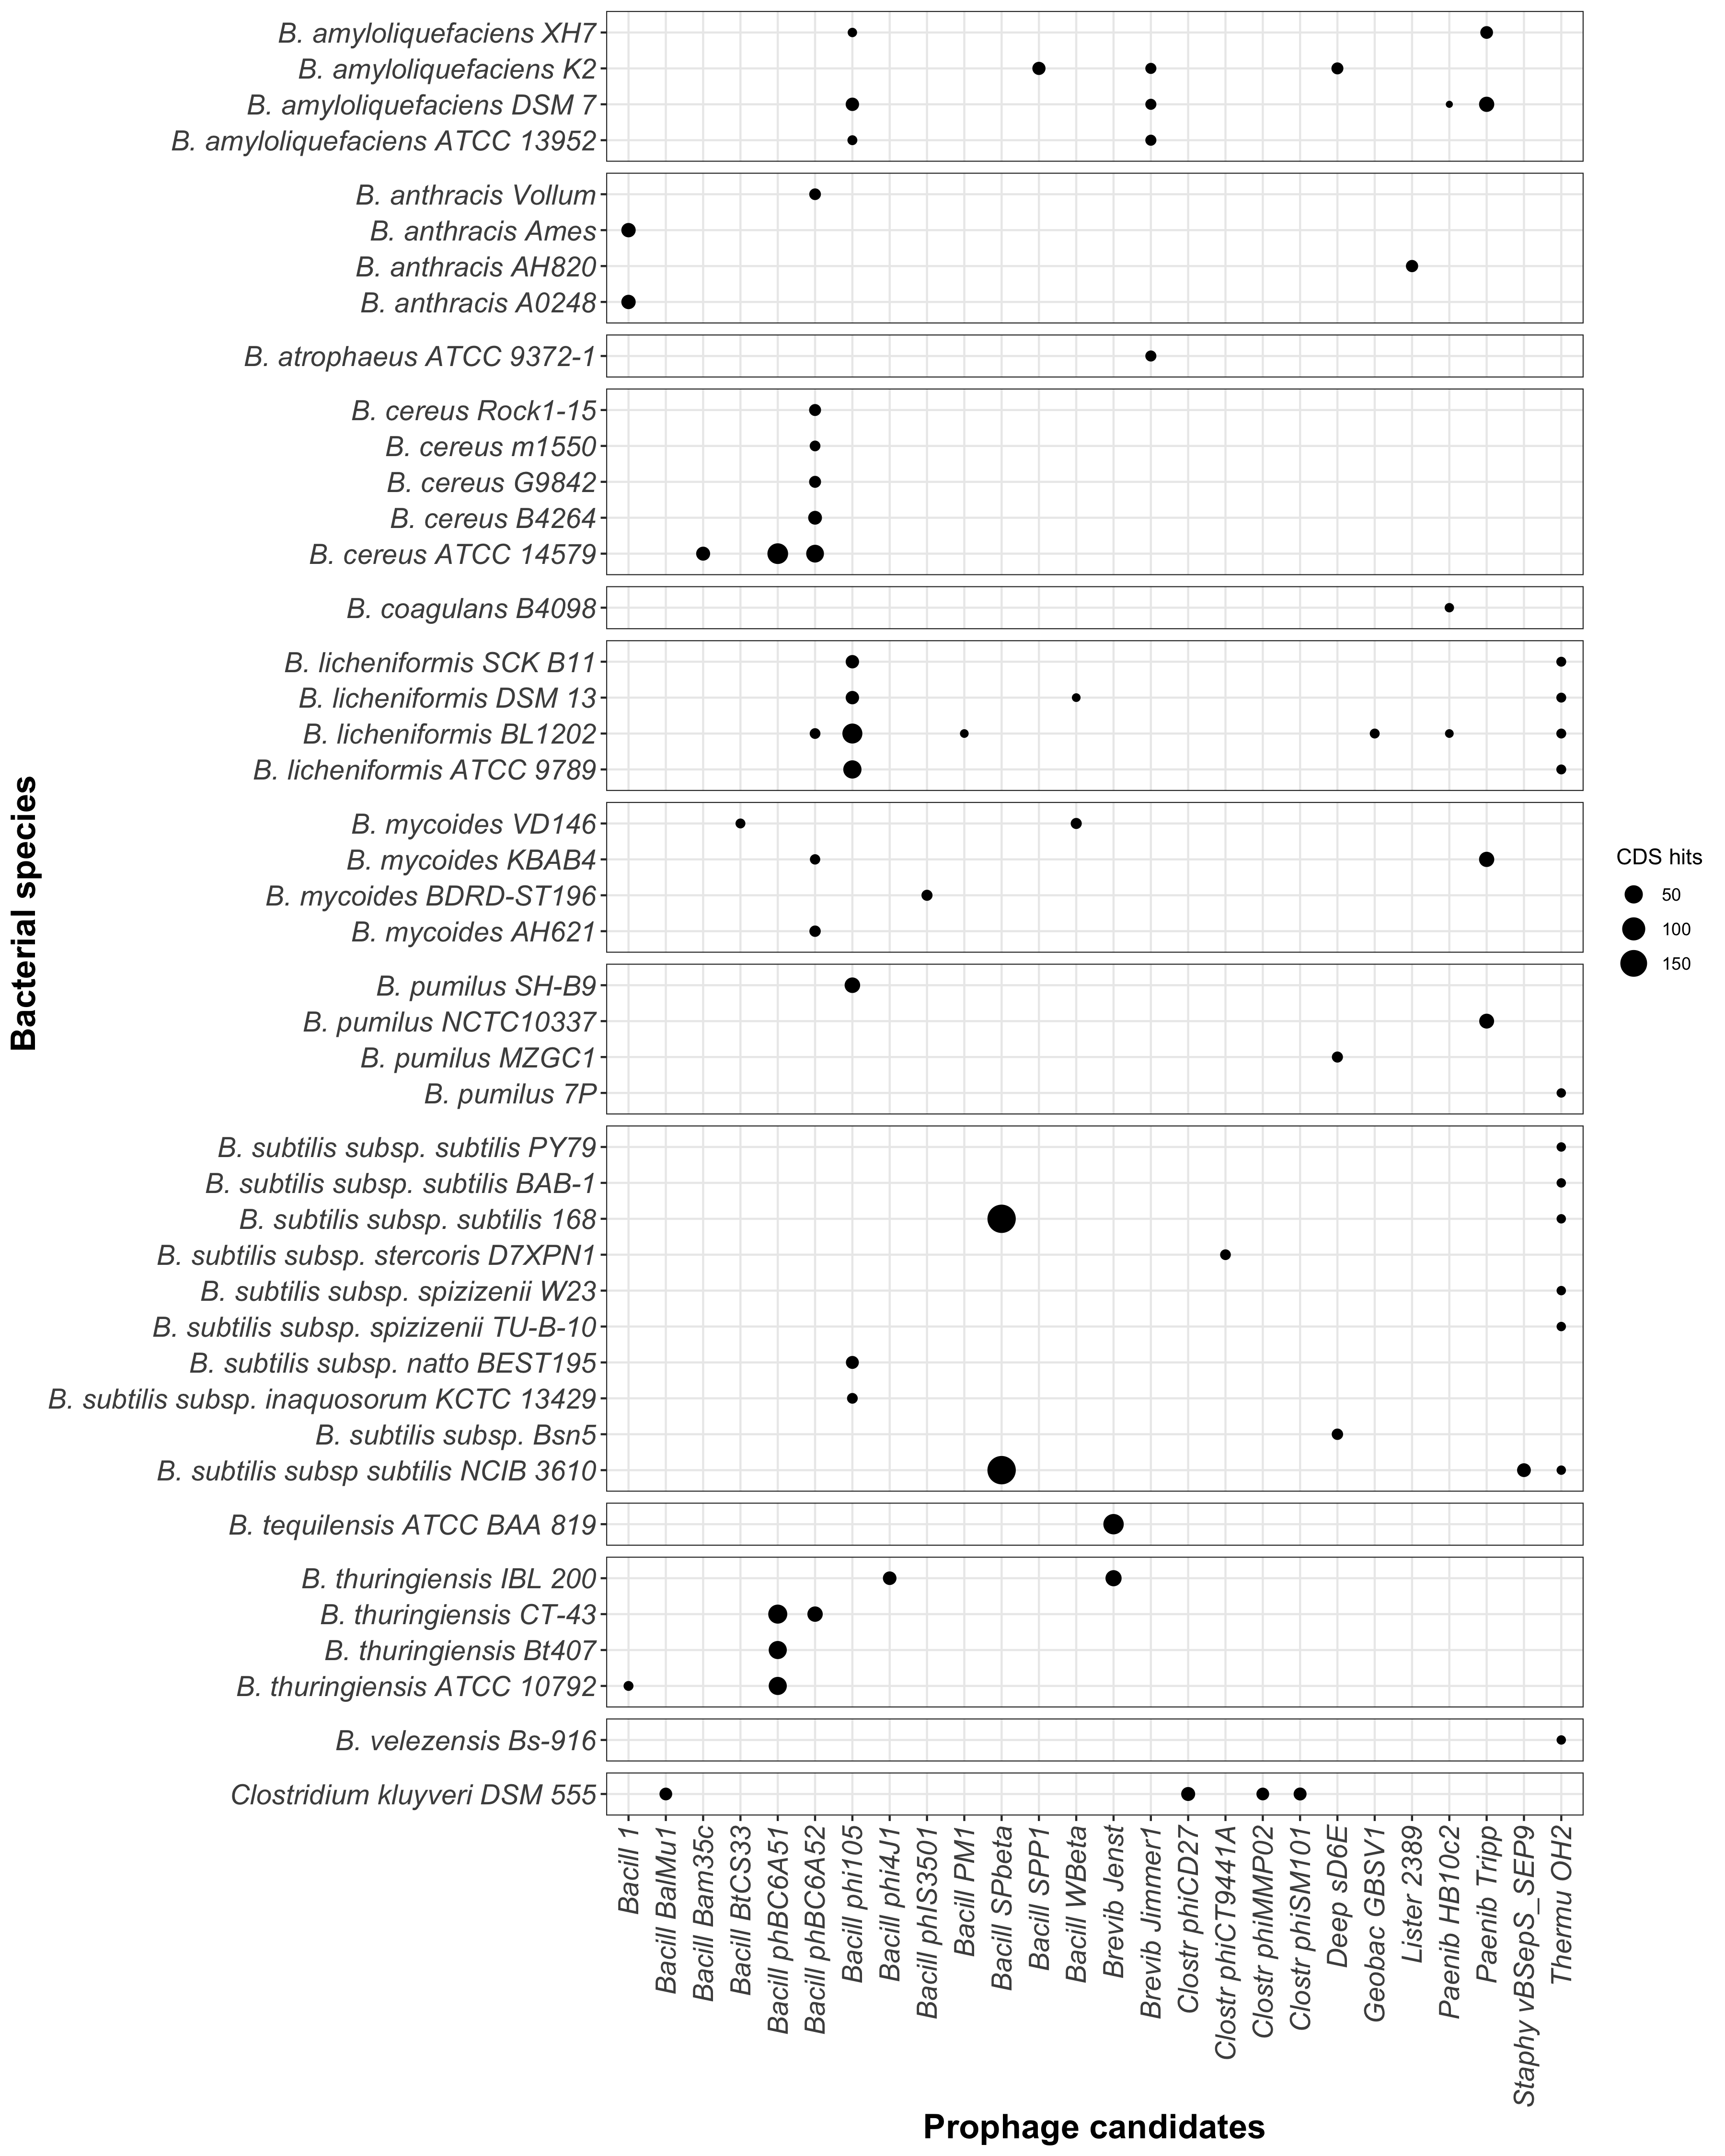 B. amyloliquefaciens XH7
B. amyloliquefaciens K2
B. amyloliquefaciens DSM 7
B. amyloliquefaciens ATCC 13952
B. anthracis Vollum
B. anthracis Ames
B. anthracis AH820
B. anthracis A0248
B. atrophaeus ATCC 9372-1
B. cereus Rock1-15
B. cereus m1550
B. cereus G9842
B. cereus B4264
B. cereus ATCC 14579
B. coagulans B4098
B. licheniformis SCK B11
B. licheniformis DSM 13
B. licheniformis BL1202
B. licheniformis ATCC 9789
B. mycoides VD146
B. mycoides KBAB4
B. mycoides BDRD-ST196
B. mycoides AH621
B. pumilus SH-B9
B. pumilus NCTC10337
B. pumilus MZGC1
B. pumilus 7P
B. subtilis subsp. subtilis PY79
B. subtilis subsp. subtilis BAB-1
B. subtilis subsp. subtilis 168
B. subtilis subsp. stercoris D7XPN1
B. subtilis subsp. spizizenii W23
B. subtilis subsp. spizizenii TU-B-10
B. subtilis subsp. natto BEST195
B. subtilis subsp. inaquosorum KCTC 13429
B. subtilis subsp. Bsn5
B. subtilis subsp subtilis NCIB 3610
B. tequilensis ATCC BAA 819
B. thuringiensis IBL 200
B. thuringiensis CT-43
B. thuringiensis Bt407
B. thuringiensis ATCC 10792
B. velezensis Bs-916
Clostridium kluyveri DSM 555
Bacterial species
Bacill 1
Bacill BalMu1
Bacill Bam35c
Bacill BtCS33
Bacill phBC6A51
Bacill phBC6A52
Bacill phi105
Bacill phi4J1
Bacill phIS3501
Bacill PM1
Bacill SPbeta
Bacill SPP1
Bacill WBeta
Brevib Jenst
Brevib Jimmer1
Clostr phiCD27
Clostr phiCT9441A
Clostr phiMMP02
Clostr phiSM101
Deep sD6E
Geobac GBSV1
Lister 2389
Paenib HB10c2
Paenib Tripp
Staphy vBSepS_SEP9
Thermu OH2
Prophage candidates
CDS hits
50
100
150